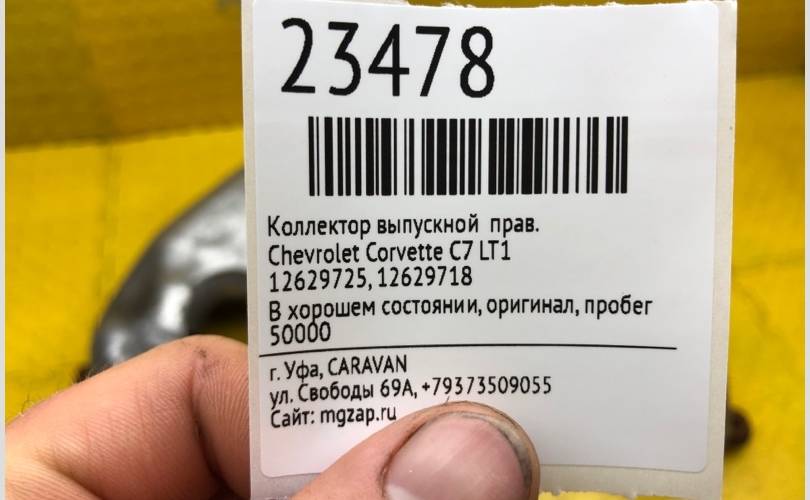 23478
Коллектор выпускной прав.
Chevrolet Corvette C7 LT1
12629725, 12629718
В хорошем состоянии, оригинал, пробег
50000
г. Уфа, CARAVAN
ул. Свободы 69А, +79373509055
Сайт: mgzap.ru